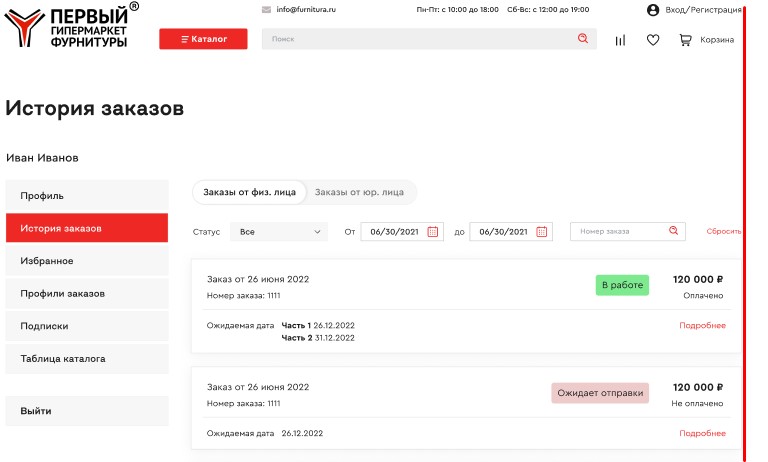 ПЕРВЫЙ®
ГИПЕРМАРКЕТ
ФУРНИТУРЫ
info@furnitura.ru
Пн-Пт: с 10:00 до 18:00 Сб-Вс: с 12:00 до 19:00
Вход/Регистрация
Каталог
Поиск
Корзина
История заказов
Иван Иванов
Профиль
История заказов
Избранное
Профили заказов
Подписки
Таблица каталога
Выйти
Заказы от физ. лица Заказы от юр. лица
Статус Все От 06/30/2021 до 06/30/2021 Номер заказа Сбросить
Заказ от 26 июня 2022 В работе 120 000 ₽
Номер заказа: 1111 Оплачено
Ожидаемая дата Часть 1 26.12.2022 Подробнее
Часть 2 31.12.2022
Заказ от 26 июня 2022 Ожидает отправки 120 000 ₽
Номер заказа: 1111 Не оплачено
Ожидаемая дата 26.12.2022 Подробнее